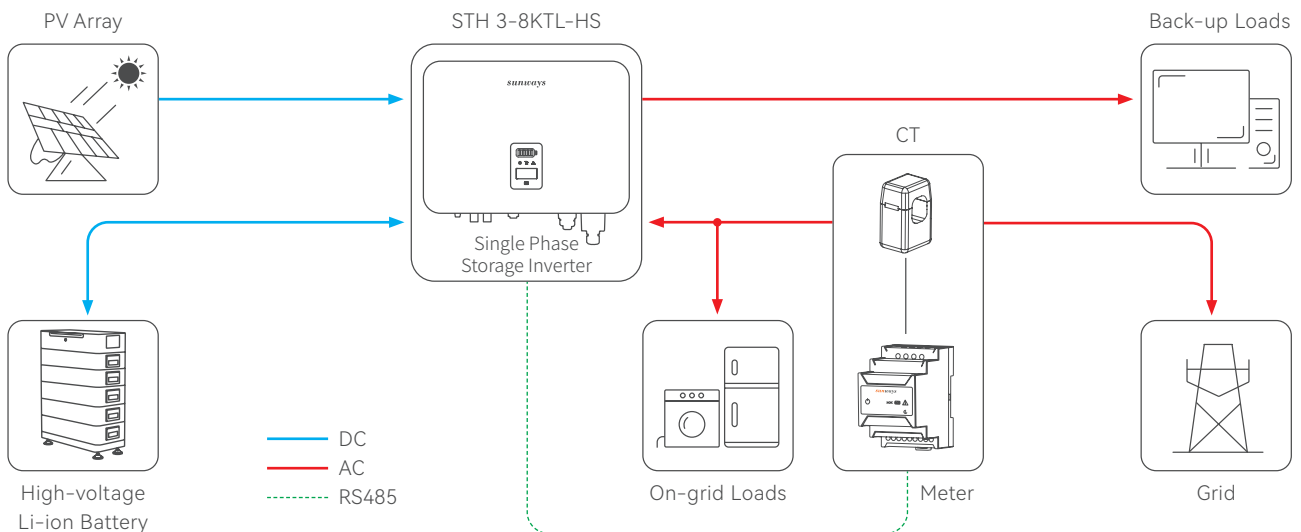 PV Array
STH 3-8KTL-HS
Back-up Loads
sunways
CT
Single Phase
Storage Inverter
sunways
DC
AC
RS485
High-voltage
Li-ion Battery
On-grid Loads
Meter
Grid